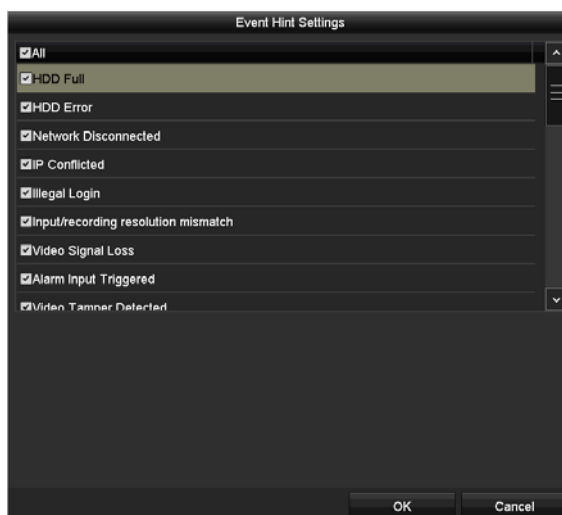 Event Hint Settings
All
HDD Full
HDD Error
Network Disconnected
IP Conflicted
Illegal Login
Input/recording resolution mismatch
Video Signal Loss
Alarm Input Triggered
Video Tamper Detected
OK
Cancel